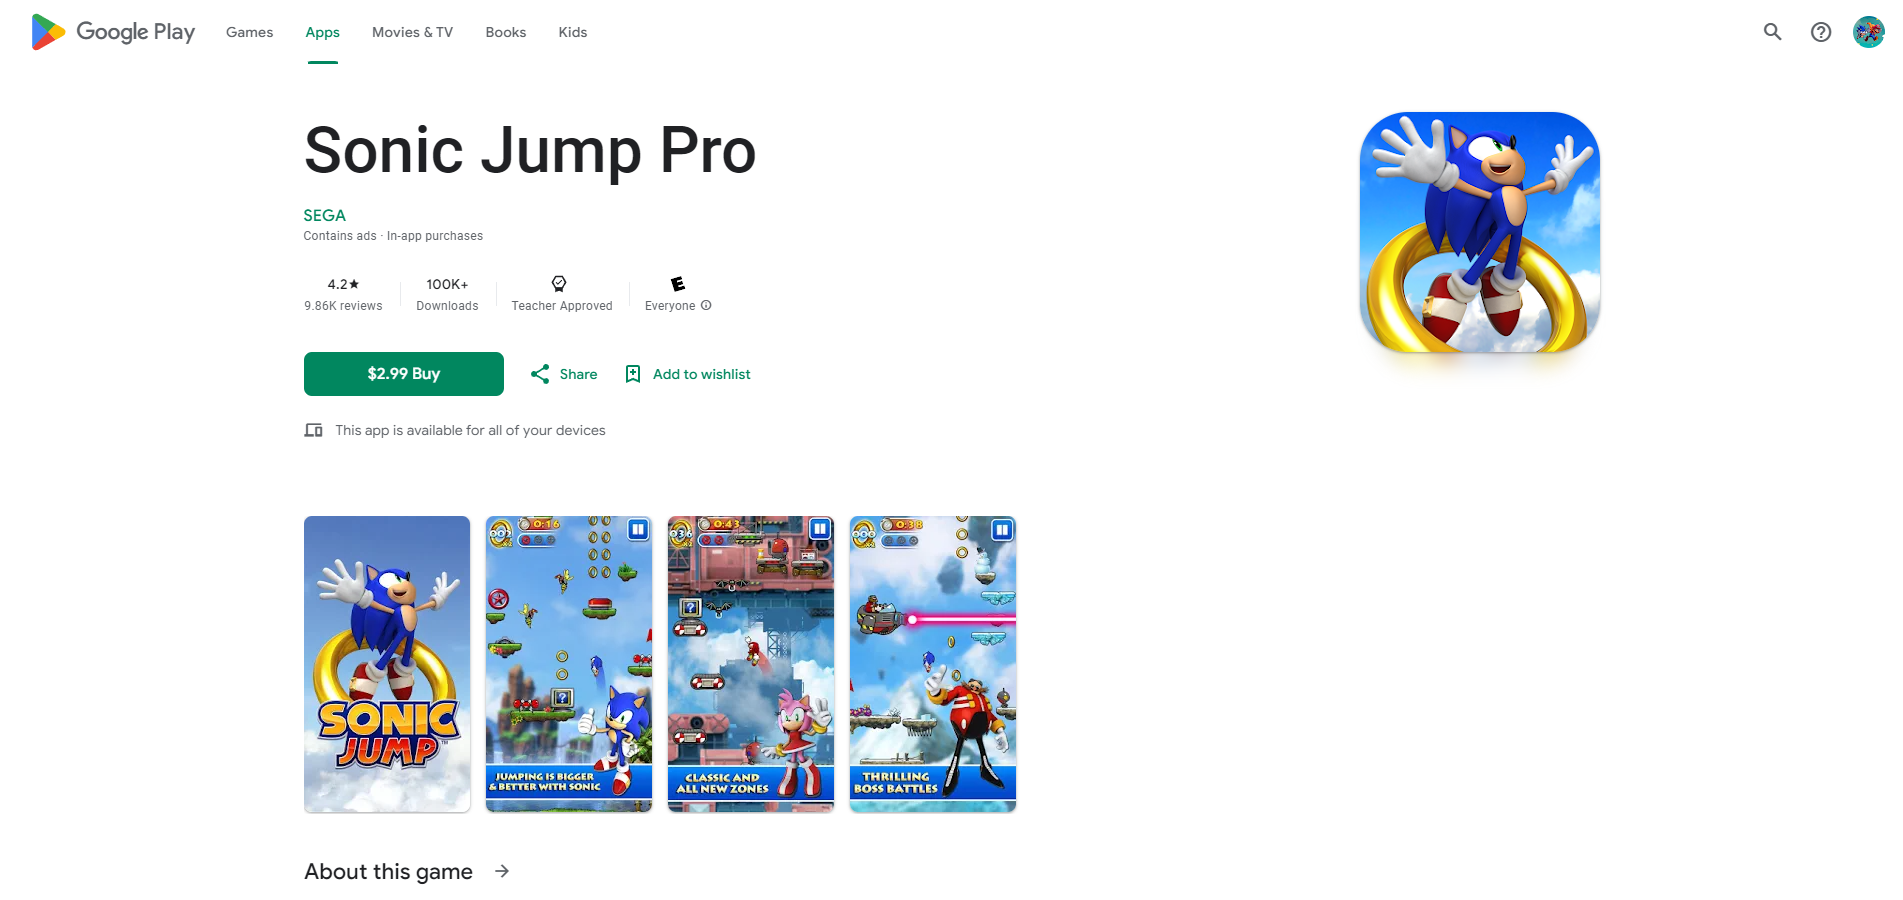 Google Play
Games
Apps
Movies & TV
Books
Kids
Sonic Jump Pro
SEGA
Contains ads · In-app purchases
4.2★
9.86K reviews
100K+
Downloads
Teacher Approved
E
Everyone
$2.99 Buy
Share
Add to wishlist
This app is available for all of your devices
SONIC
JUMP™
0:16
?
JUMPING IS BIGGER
& BETTER WITH SONIC
0:43
036
?
CLASSIC AND
ALL NEW ZONES
0:38
000
THRILLING
BOSS BATTLES
About this game